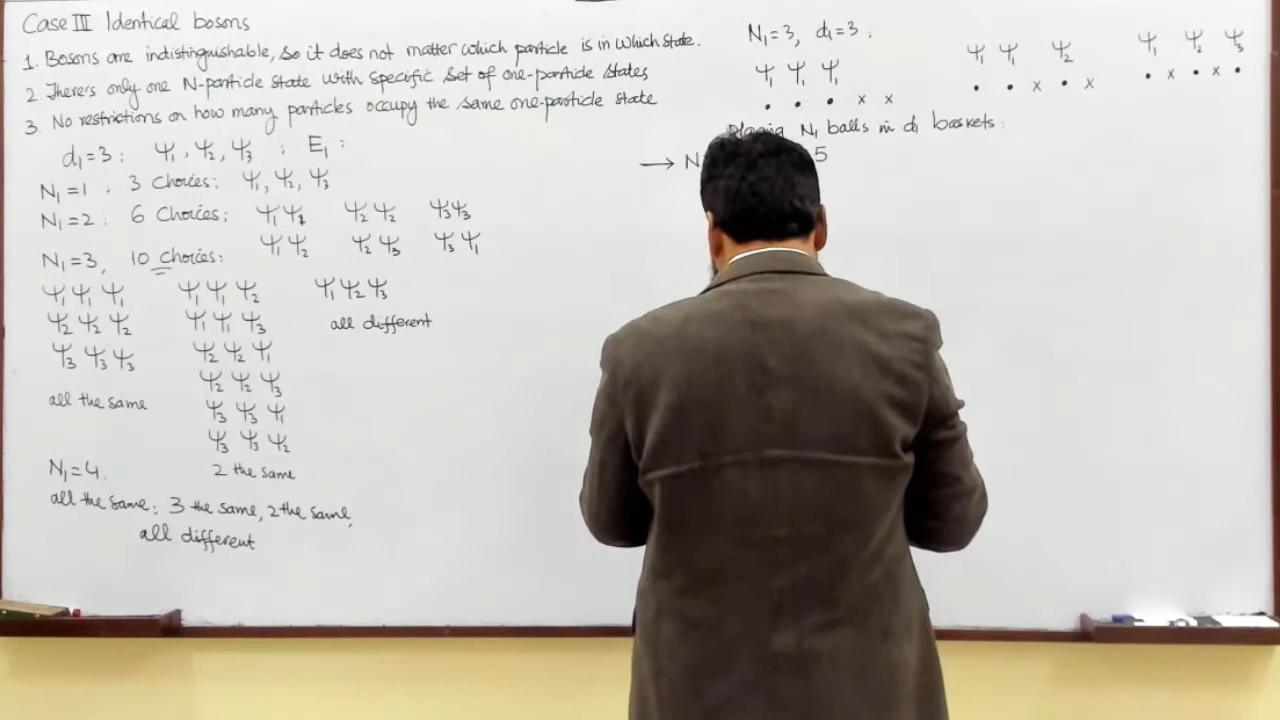 Case III Identical bosons
1. Bosons are indistinguishable, so it does not matter which particle is in which state.
2. There's only one N-particle state with specific set of one-particle states
3. No restrictions on how many particles occupy the same one-particle state
d₁=3 : Ψ₁, Ψ₂, Ψ₃ ; E₁ :
N₁=1 : 3 choices: Ψ₁, Ψ₂, Ψ₃
N₁=2 : 6 choices: Ψ₁Ψ₁ Ψ₂Ψ₂ Ψ₃Ψ₃
Ψ₁Ψ₂ Ψ₂Ψ₃ Ψ₃Ψ₁
N₁=3, 10 choices:
Ψ₁Ψ₁Ψ₁
Ψ₂Ψ₂Ψ₂
Ψ₃Ψ₃Ψ₃
all the same
Ψ₁Ψ₁Ψ₂
Ψ₁Ψ₁Ψ₃
Ψ₂Ψ₂Ψ₁
Ψ₂Ψ₂Ψ₃
Ψ₃Ψ₃Ψ₁
Ψ₃Ψ₃Ψ₂
2 the same
Ψ₁Ψ₂Ψ₃
all different
N₁=4.
all the same: 3 the same, 2 the same,
all different
N₁=3, d₁=3 :
Ψ₁ Ψ₁ Ψ₁
• • • x x
Ψ₁ Ψ₁ Ψ₂
• • x • x
Ψ₁ Ψ₂ Ψ₃
• x • x •
N₁ balls in d₁ baskets:
→ N 5